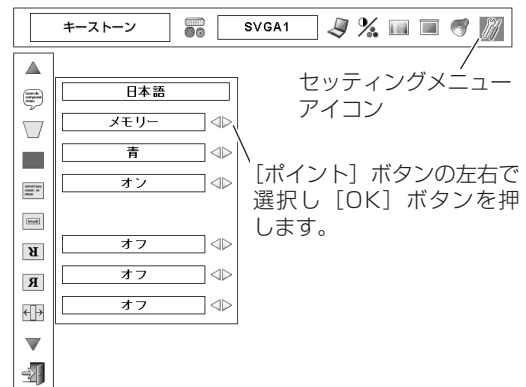 キーストーン
SVGA1
セッティングメニュー
アイコン
日本語
メモリー
青
オン
オフ
オフ
オフ
［ポイント］ボタンの左右で
選択し［OK］ボタンを押
します。